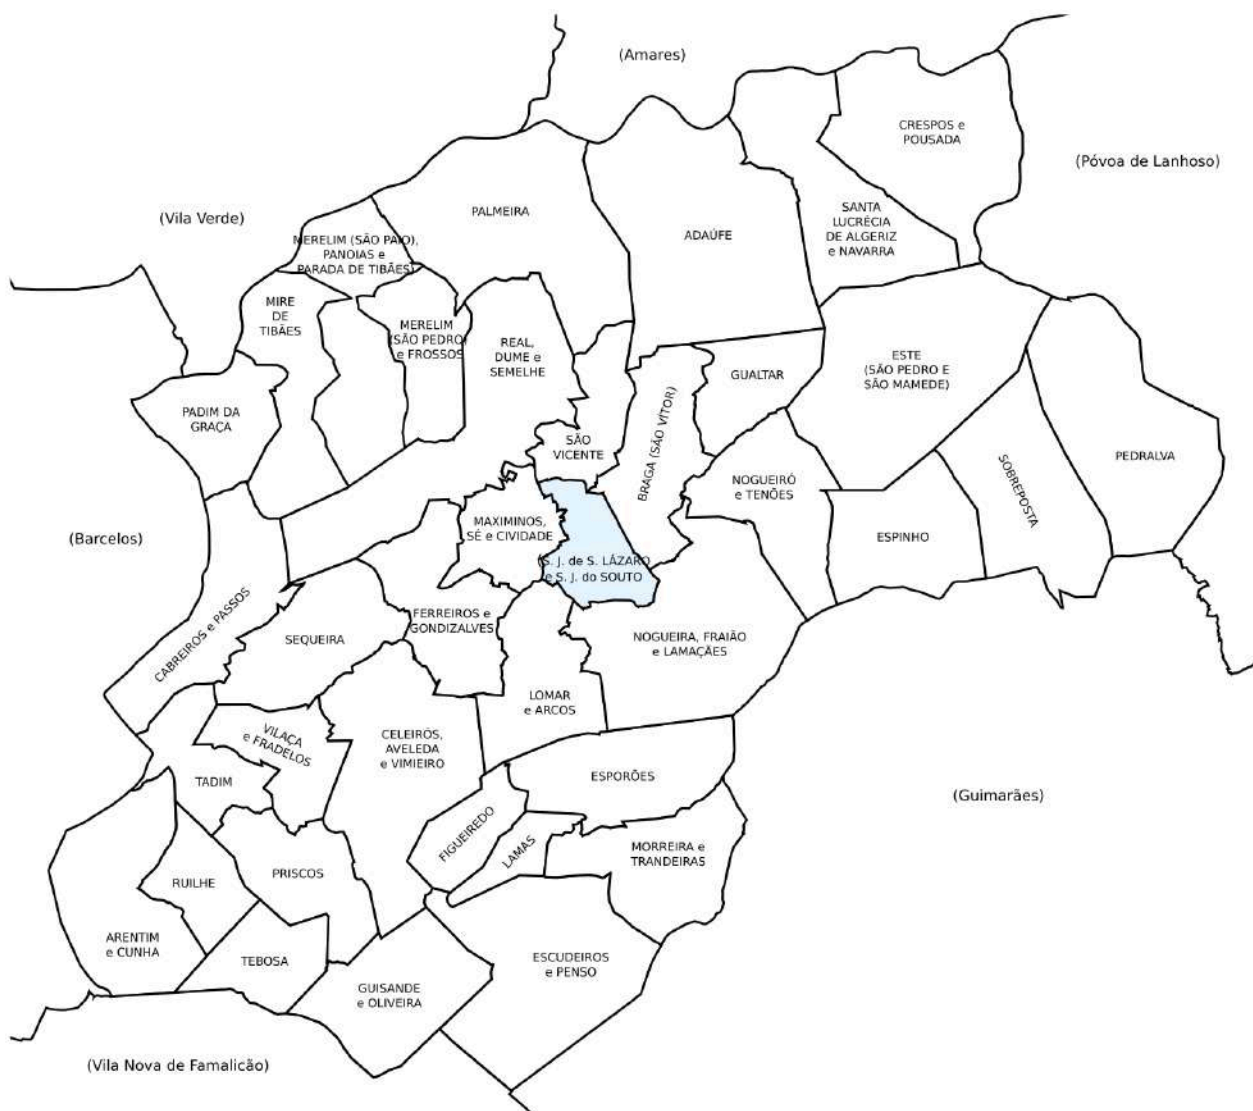 (Amares)
CRESPOS e
POUSADA
(Póvoa de Lanhoso)
(Vila Verde)
PALMEIRA
ADAÚFE
SANTA
LUCRÉCIA
DE ALGERIZ
e NAVARRA
MERELIM (SÃO PAIO),
PANOIAS e
PARADA DE TIBÃES)
MIRE
DE
TIBÃES
MERELIM
(SÃO PEDRO)
e FROSSOS
REAL,
DUME e
SEMELHE
GUALTAR
ESTE
(SÃO PEDRO E
SÃO MAMEDE)
PADIM DA
GRAÇA
SÃO
VICENTE
BRAGA (SÃO VÍTOR)
NOGUEIRÓ
e TENÕES
SOBREPOSTA
PEDRALVA
(Barcelos)
MAXIMINOS,
SÉ e CIVIDADE
ESPINHO
(S. J. de S. LÁZARO
e S. J. do SOUTO
CABREIROS e PASSOS
SEQUEIRA
FERREIROS e
GONDIZALVES
NOGUEIRA, FRAIÃO
e LAMAÇÃES
LOMAR
e ARCOS
VILAÇA
e FRADELOS
CELEIRÓS,
AVELEDA
e VIMIEIRO
TADIM
ESPORÕES
(Guimarães)
FIGUEIREDO
LAMAS
MORREIRA e
TRANDEIRAS
RUILHE
PRISCOS
ARENTIM
e CUNHA
TEBOSA
ESCUDEIROS
e PENSO
GUISANDE
e OLIVEIRA
(Vila Nova de Famalicão)